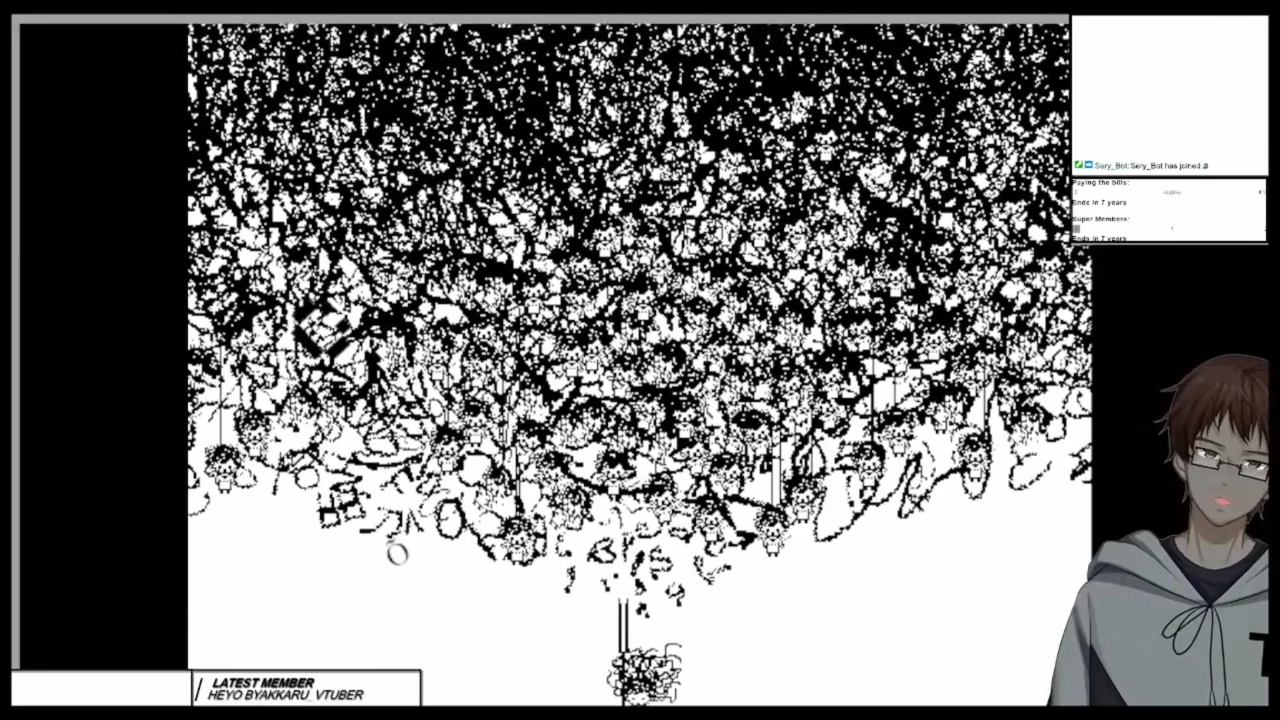 Sery_Bot: Sery_Bot has joined
Paying the bills:
Ends in 7 years
Super Members:
Ends in 7 years
LATEST MEMBER
HEYO BYAKKARU_VTUBER